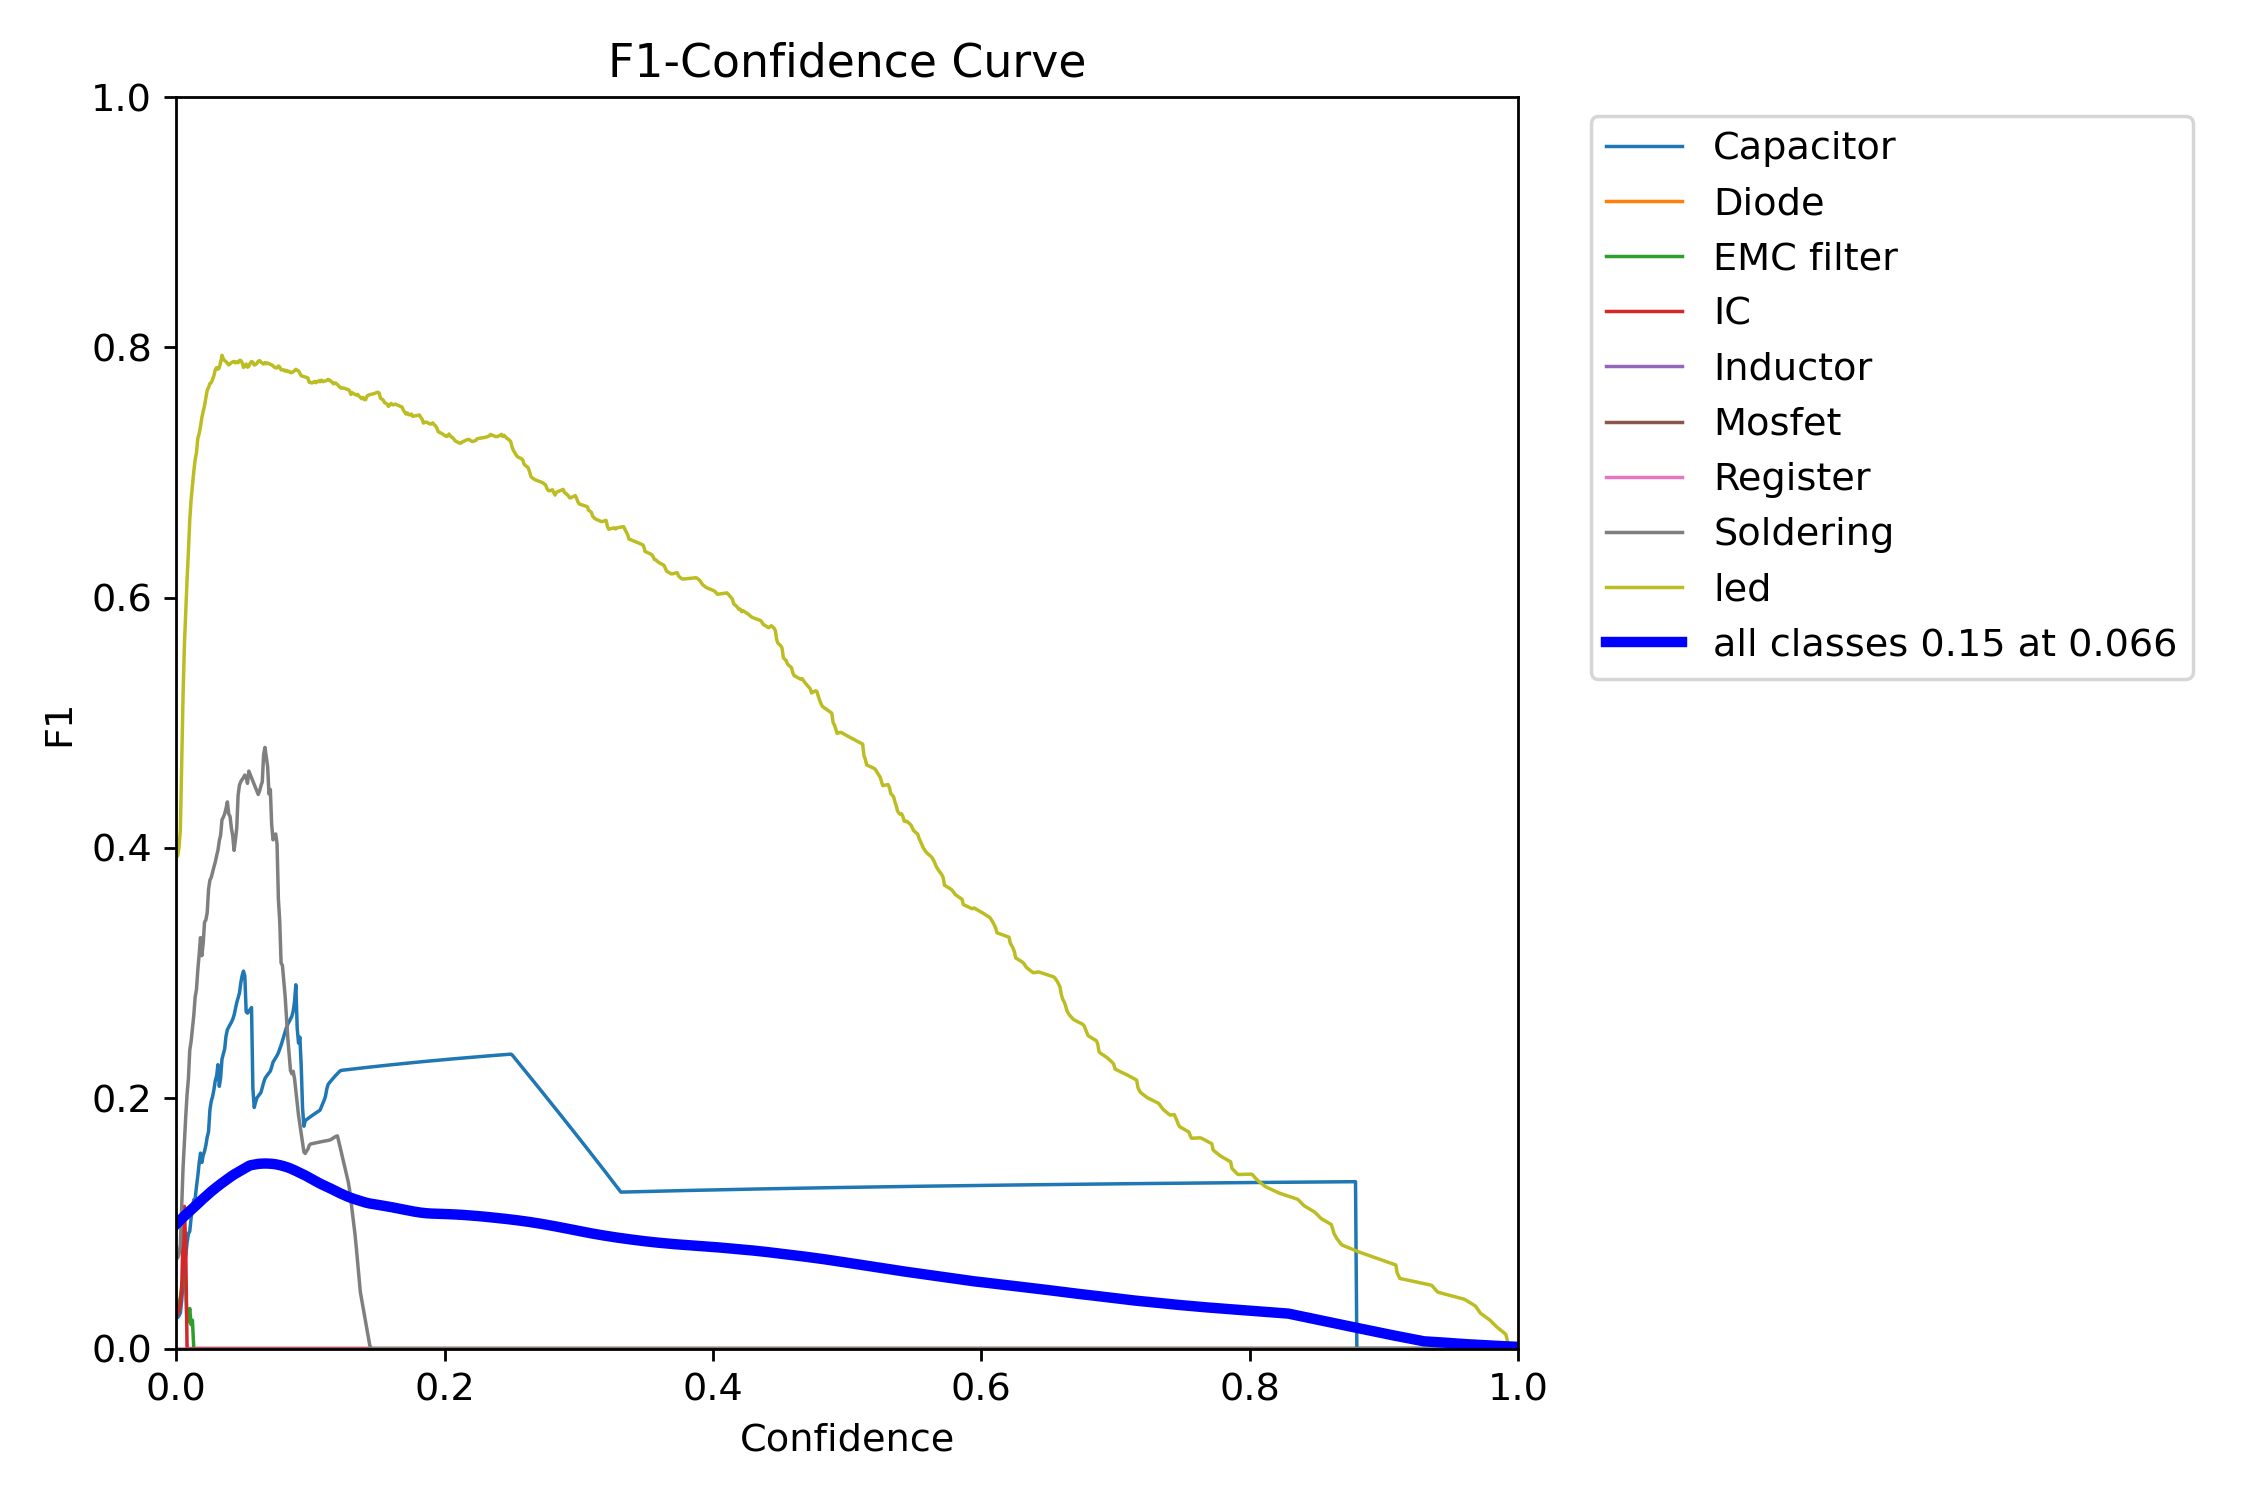 F1-Confidence Curve
1.0
0.8
0.6
0.4
0.2
0.0
F1
0.0 0.2 0.4 0.6 0.8 1.0
Confidence
Capacitor
Diode
EMC filter
IC
Inductor
Mosfet
Register
Soldering
led
all classes 0.15 at 0.066